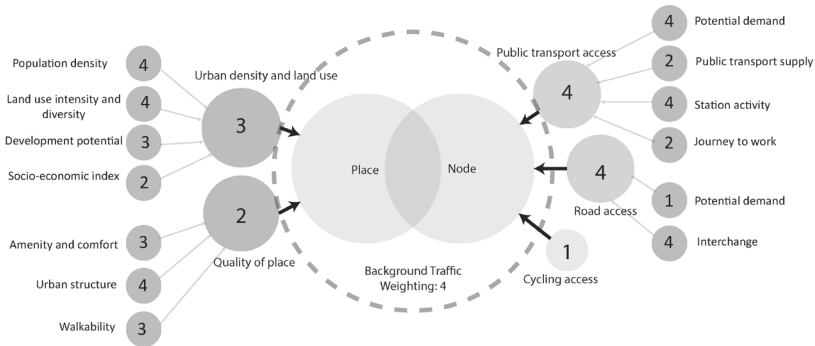 Population density
4
Land use intensity and
diversity
4
Development potential
3
Socio-economic index
2
Urban density and land use
3
Amenity and comfort
3
Urban structure
4
Walkability
3
2
Quality of place
Place
Node
Background Traffic
Weighting: 4
Public transport access
4
4
Potential demand
2
Public transport supply
4
Station activity
2
Journey to work
4
Road access
1
Potential demand
4
Interchange
1
Cycling access